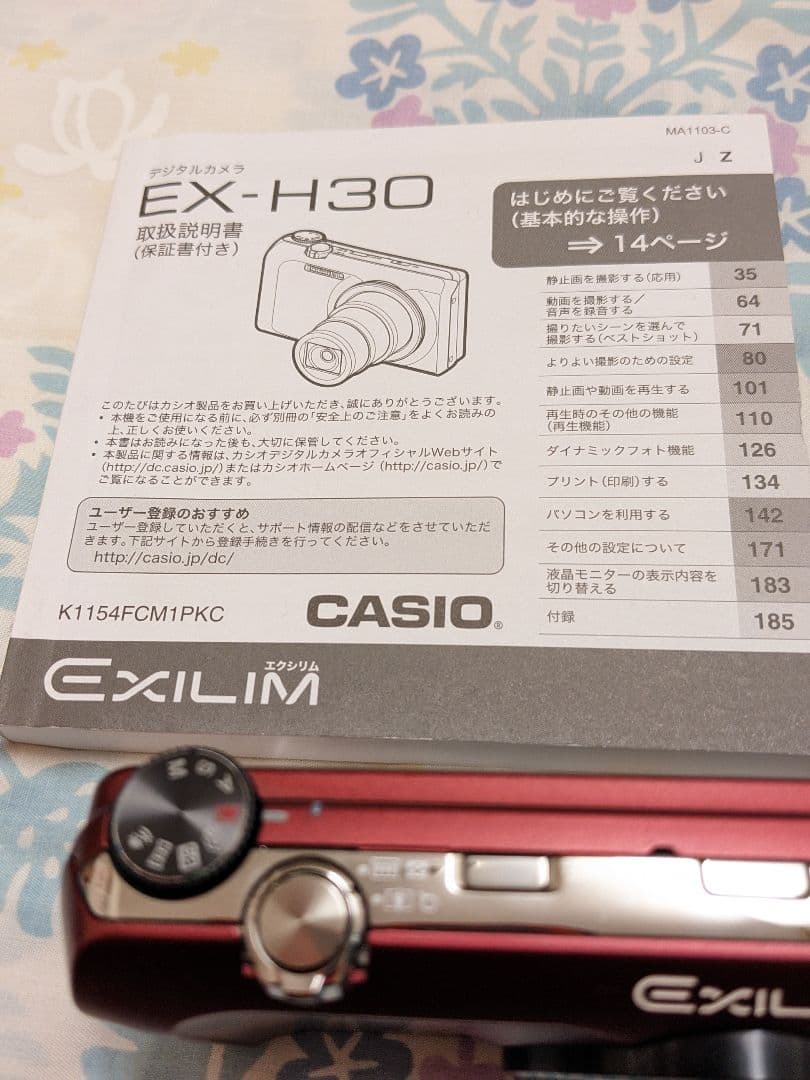 MA1103-C
J Z
デジタルカメラ
EX-H30
取扱説明書
(保証書付き)
はじめにご覧ください
(基本的な操作)
⇒ 14ページ
静止画を撮影する(応用) 35
動画を撮影する/
音声を録音する 64
撮りたいシーンを選んで
撮影する(ベストショット) 71
よりよい撮影のための設定 80
静止画や動画を再生する 101
再生時のその他の機能
(再生機能) 110
ダイナミックフォト機能 126
プリント(印刷)する 134
パソコンを利用する 142
その他の設定について 171
液晶モニターの表示内容を
切り替える 183
付録 185
このたびはカシオ製品をお買い上げいただき、誠にありがとうございます。
• 本機をご使用になる前に、必ず別冊の「安全上のご注意」をよくお読みの
上、正しくお使いください。
• 本書はお読みになった後も、大切に保管してください。
• 本製品に関する情報は、カシオデジタルカメラオフィシャルWebサイト
(http://dc.casio.jp/)またはカシオホームページ (http://casio.jp/)で
ご覧になることができます。
ユーザー登録のおすすめ
ユーザー登録していただくと、サポート情報の配信などをさせていただ
きます。下記サイトから登録手続きを行ってください。
http://casio.jp/dc/
K1154FCM1PKC
CASIO®
エクシリム
EXILIM
M S A
EXIL